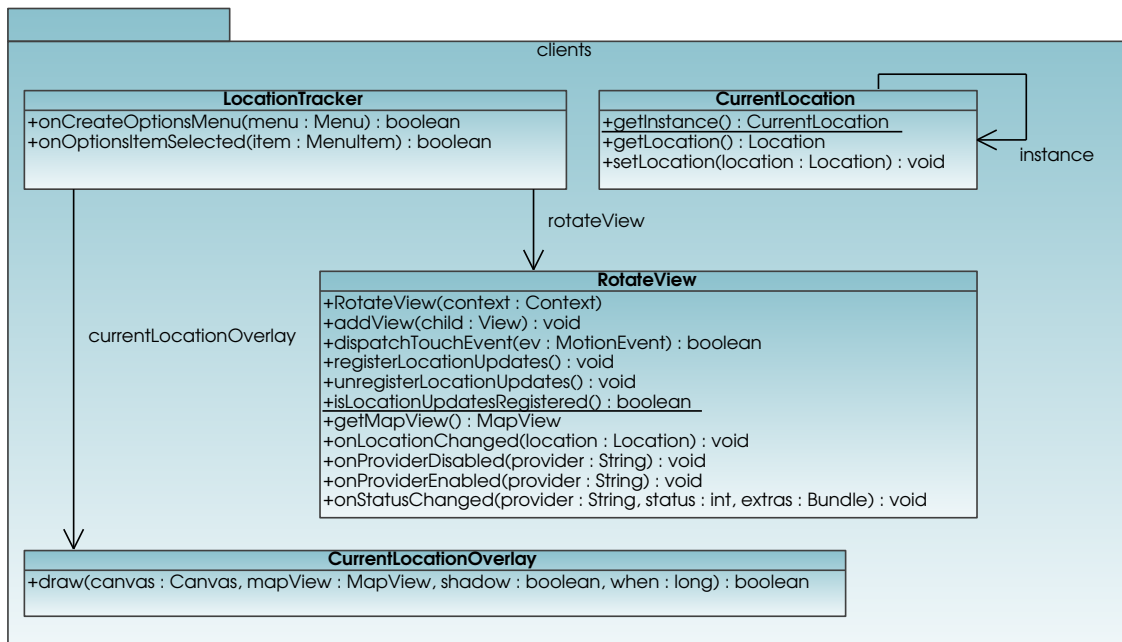 clients
LocationTracker
+onCreateOptionsMenu(menu : Menu) : boolean
+onOptionsItemSelected(item : MenuItem) : boolean
CurrentLocation
+getInstance() : CurrentLocation
+getLocation() : Location
+setLocation(location : Location) : void
instance
rotateView
currentLocationOverlay
RotateView
+RotateView(context : Context)
+addView(child : View) : void
+dispatchTouchEvent(ev : MotionEvent) : boolean
+registerLocationUpdates() : void
+unregisterLocationUpdates() : void
+isLocationUpdatesRegistered() : boolean
+getMapView() : MapView
+onLocationChanged(location : Location) : void
+onProviderDisabled(provider : String) : void
+onProviderEnabled(provider : String) : void
+onStatusChanged(provider : String, status : int, extras : Bundle) : void
CurrentLocationOverlay
+draw(canvas : Canvas, mapView : MapView, shadow : boolean, when : long) : boolean